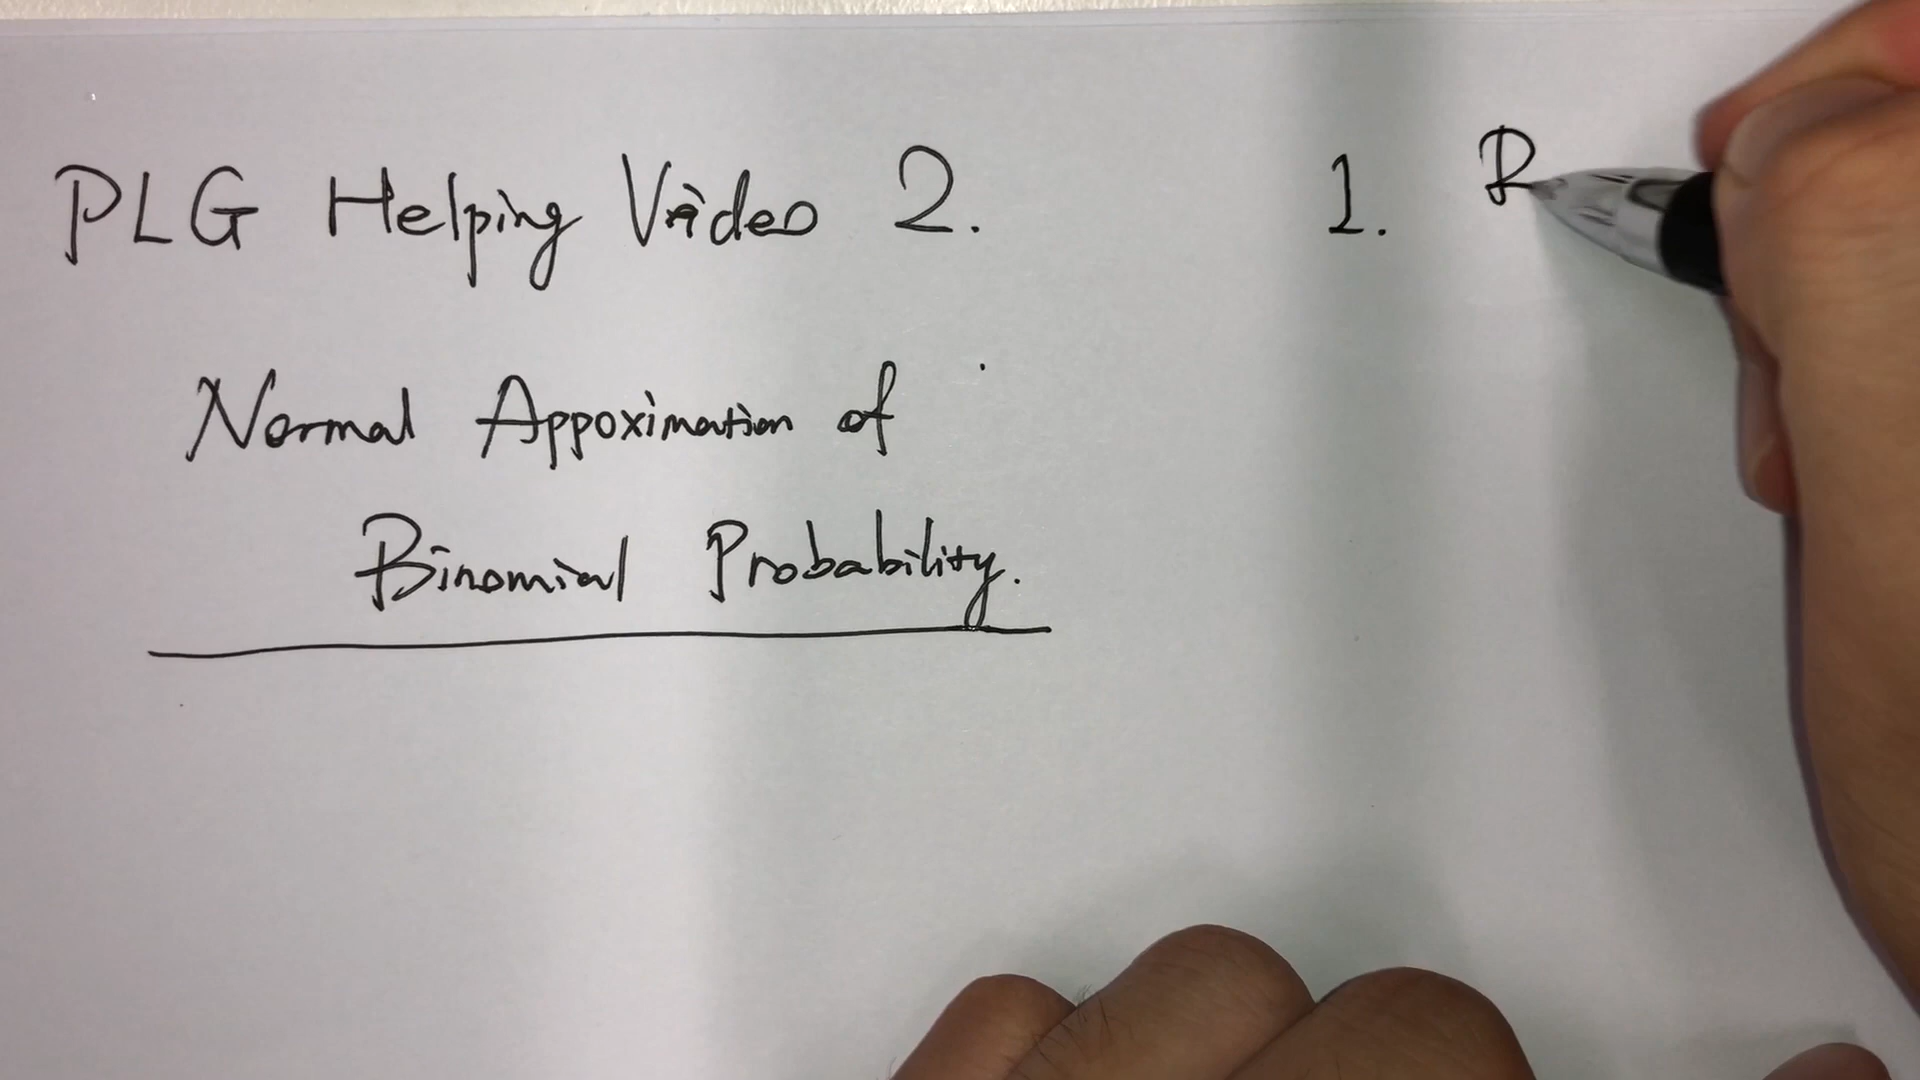 PLG Helping Video 2.
Normal Appoximation of
Binomial Probability.
1. B